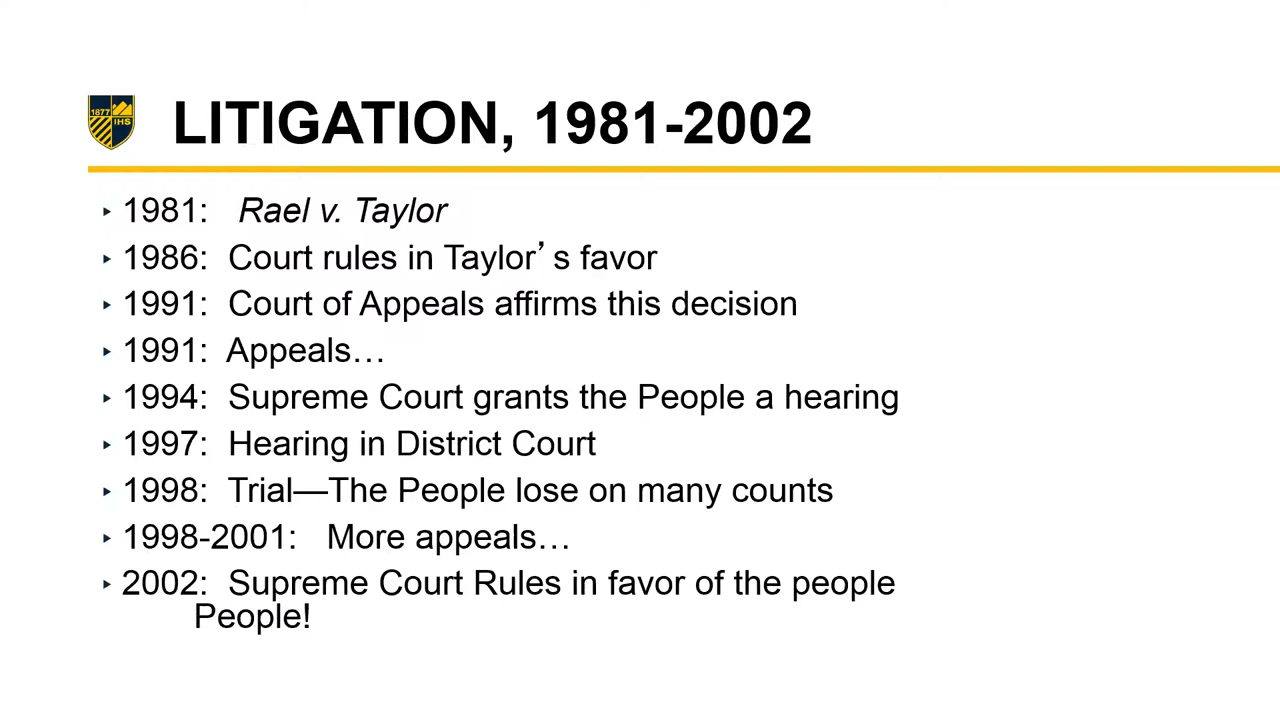 1877
IHS
LITIGATION, 1981-2002
‣ 1981: Rael v. Taylor
‣ 1986: Court rules in Taylor’ s favor
‣ 1991: Court of Appeals affirms this decision
‣ 1991: Appeals…
‣ 1994: Supreme Court grants the People a hearing
‣ 1997: Hearing in District Court
‣ 1998: Trial—The People lose on many counts
‣ 1998-2001: More appeals…
‣ 2002: Supreme Court Rules in favor of the people
People!